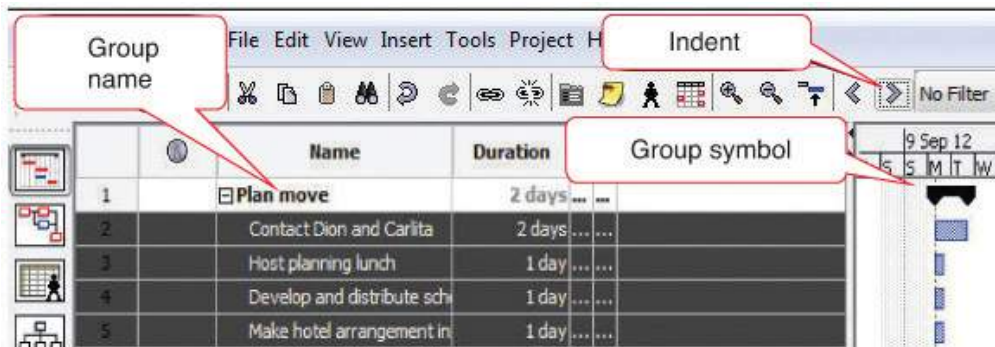 Group name
File Edit View Insert Tools Project H
Indent
No Filter
Group symbol
Name Duration
9 Sep 12
S S M T W
1 Plan move 2 days ... ...
2 Contact Dion and Carlita 2 days ... ...
3 Host planning lunch 1 day ... ...
4 Develop and distribute sch 1 day ... ...
5 Make hotel arrangement in 1 day ... ...